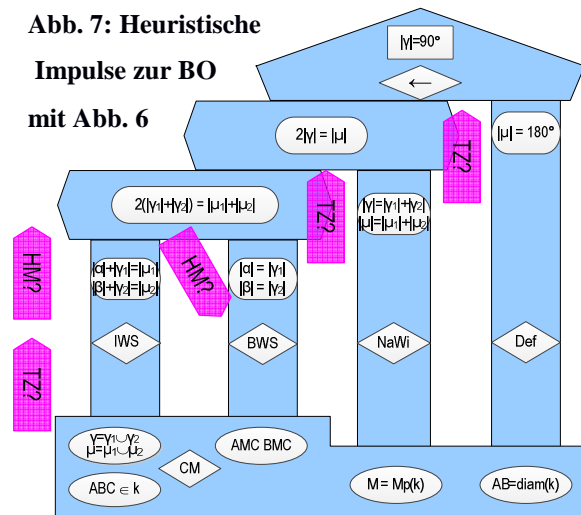 Abb. 7: Heuristische
Impulse zur BO
mit Abb. 6
|γ|=90°
←
2|γ| = |μ|
|μ| = 180°
TZ?
2(|γ₁|+|γ₂|) = |μ₁|+|μ₂|
TZ?
|γ|=|γ₁|+|γ₂|
|μ|=|μ₁|+|μ₂|
HM?
|α|+|γ₁|=|μ₁|
|β|+|γ₂|=|μ₂|
HM?
|α| = |γ₁|
|β| = |γ₂|
IWS
BWS
NaWi
Def
TZ?
γ=γ₁∪γ₂
μ=μ₁∪μ₂
CM
AMC BMC
ABC ∈ k
M = Mp(k)
AB=diam(k)